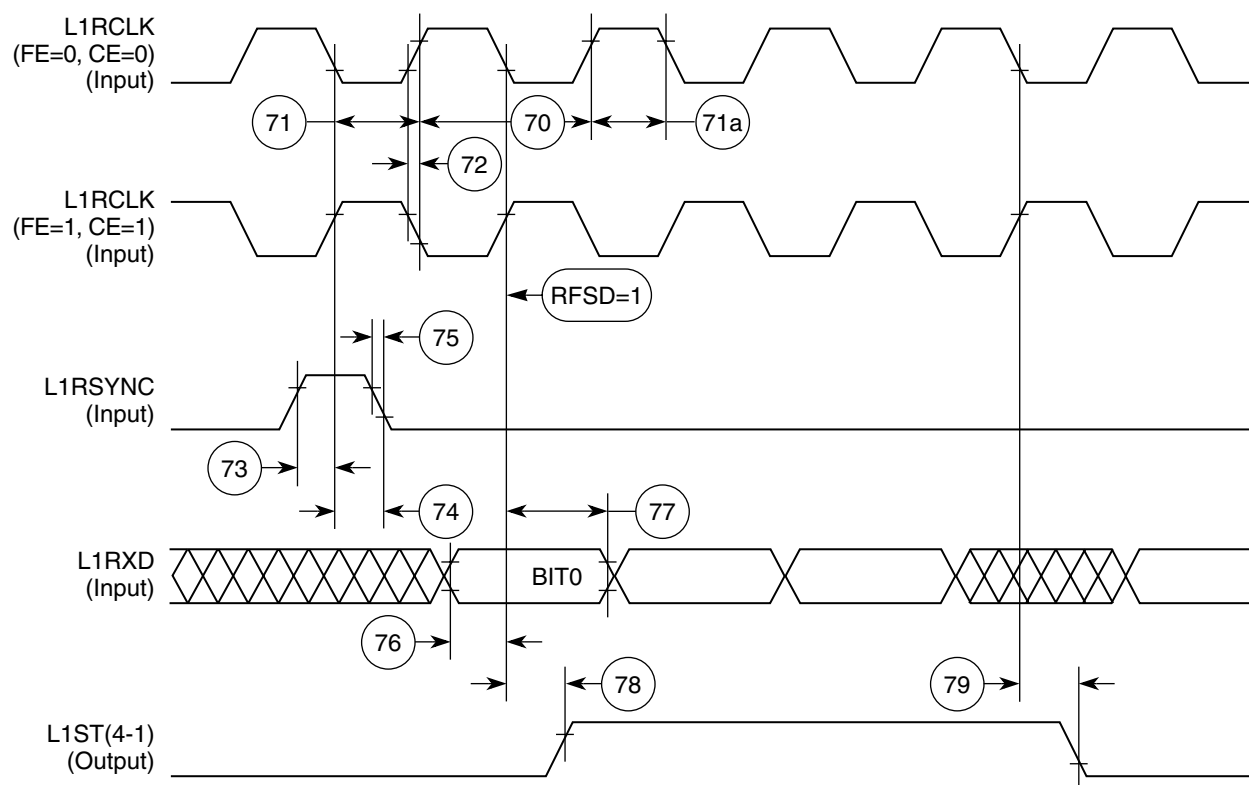 L1RCLK
(FE=0, CE=0)
(Input)
71
70
71a
72
L1RCLK
(FE=1, CE=1)
(Input)
RFSD=1
75
L1RSYNC
(Input)
73
74
77
L1RXD
(Input)
BIT0
76
78
79
L1ST(4-1)
(Output)